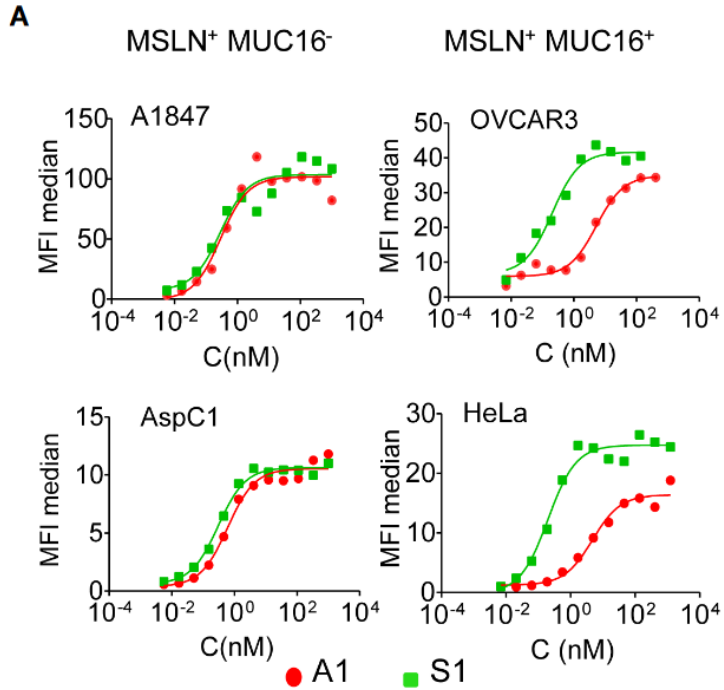 A
MSLN⁺ MUC16⁻
MSLN⁺ MUC16⁺
A1847
MFI median
150
100
50
0
10⁻⁴ 10⁻² 10⁰ 10² 10⁴
C(nM)
OVCAR3
MFI median
50
40
30
20
10
0
10⁻⁴ 10⁻² 10⁰ 10² 10⁴
C (nM)
AspC1
MFI median
15
10
5
0
10⁻⁴ 10⁻² 10⁰ 10² 10⁴
C(nM)
HeLa
MFI median
30
20
10
0
10⁻⁴ 10⁻² 10⁰ 10² 10⁴
C (nM)
A1 S1